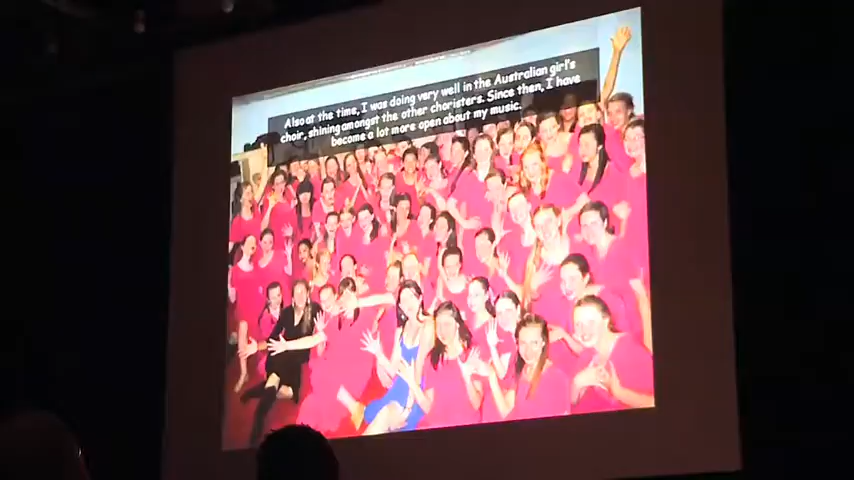 Also at the time, I was doing very well in the Australian girl's
choir, shining amongst the other choristers. Since then, I have
become a lot more open about my music.